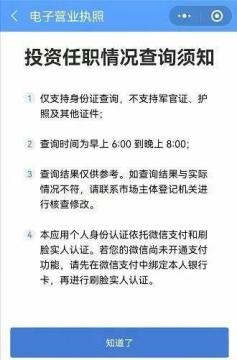 电子营业执照
投资任职情况查询须知
1 仅支持身份证查询，不支持军官证、护
照及其他证件；
2 查询时间为早上 6:00 到晚上 8:00；
3 查询结果仅供参考。如查询结果与实际
情况不符，请联系市场主体登记机关进
行核查修改。
4 本应用个人身份认证依托微信支付和刷
脸实人认证。若您的微信尚未开通支付
功能，请先在微信支付中绑定本人银行
卡，再进行刷脸实人认证。
知道了